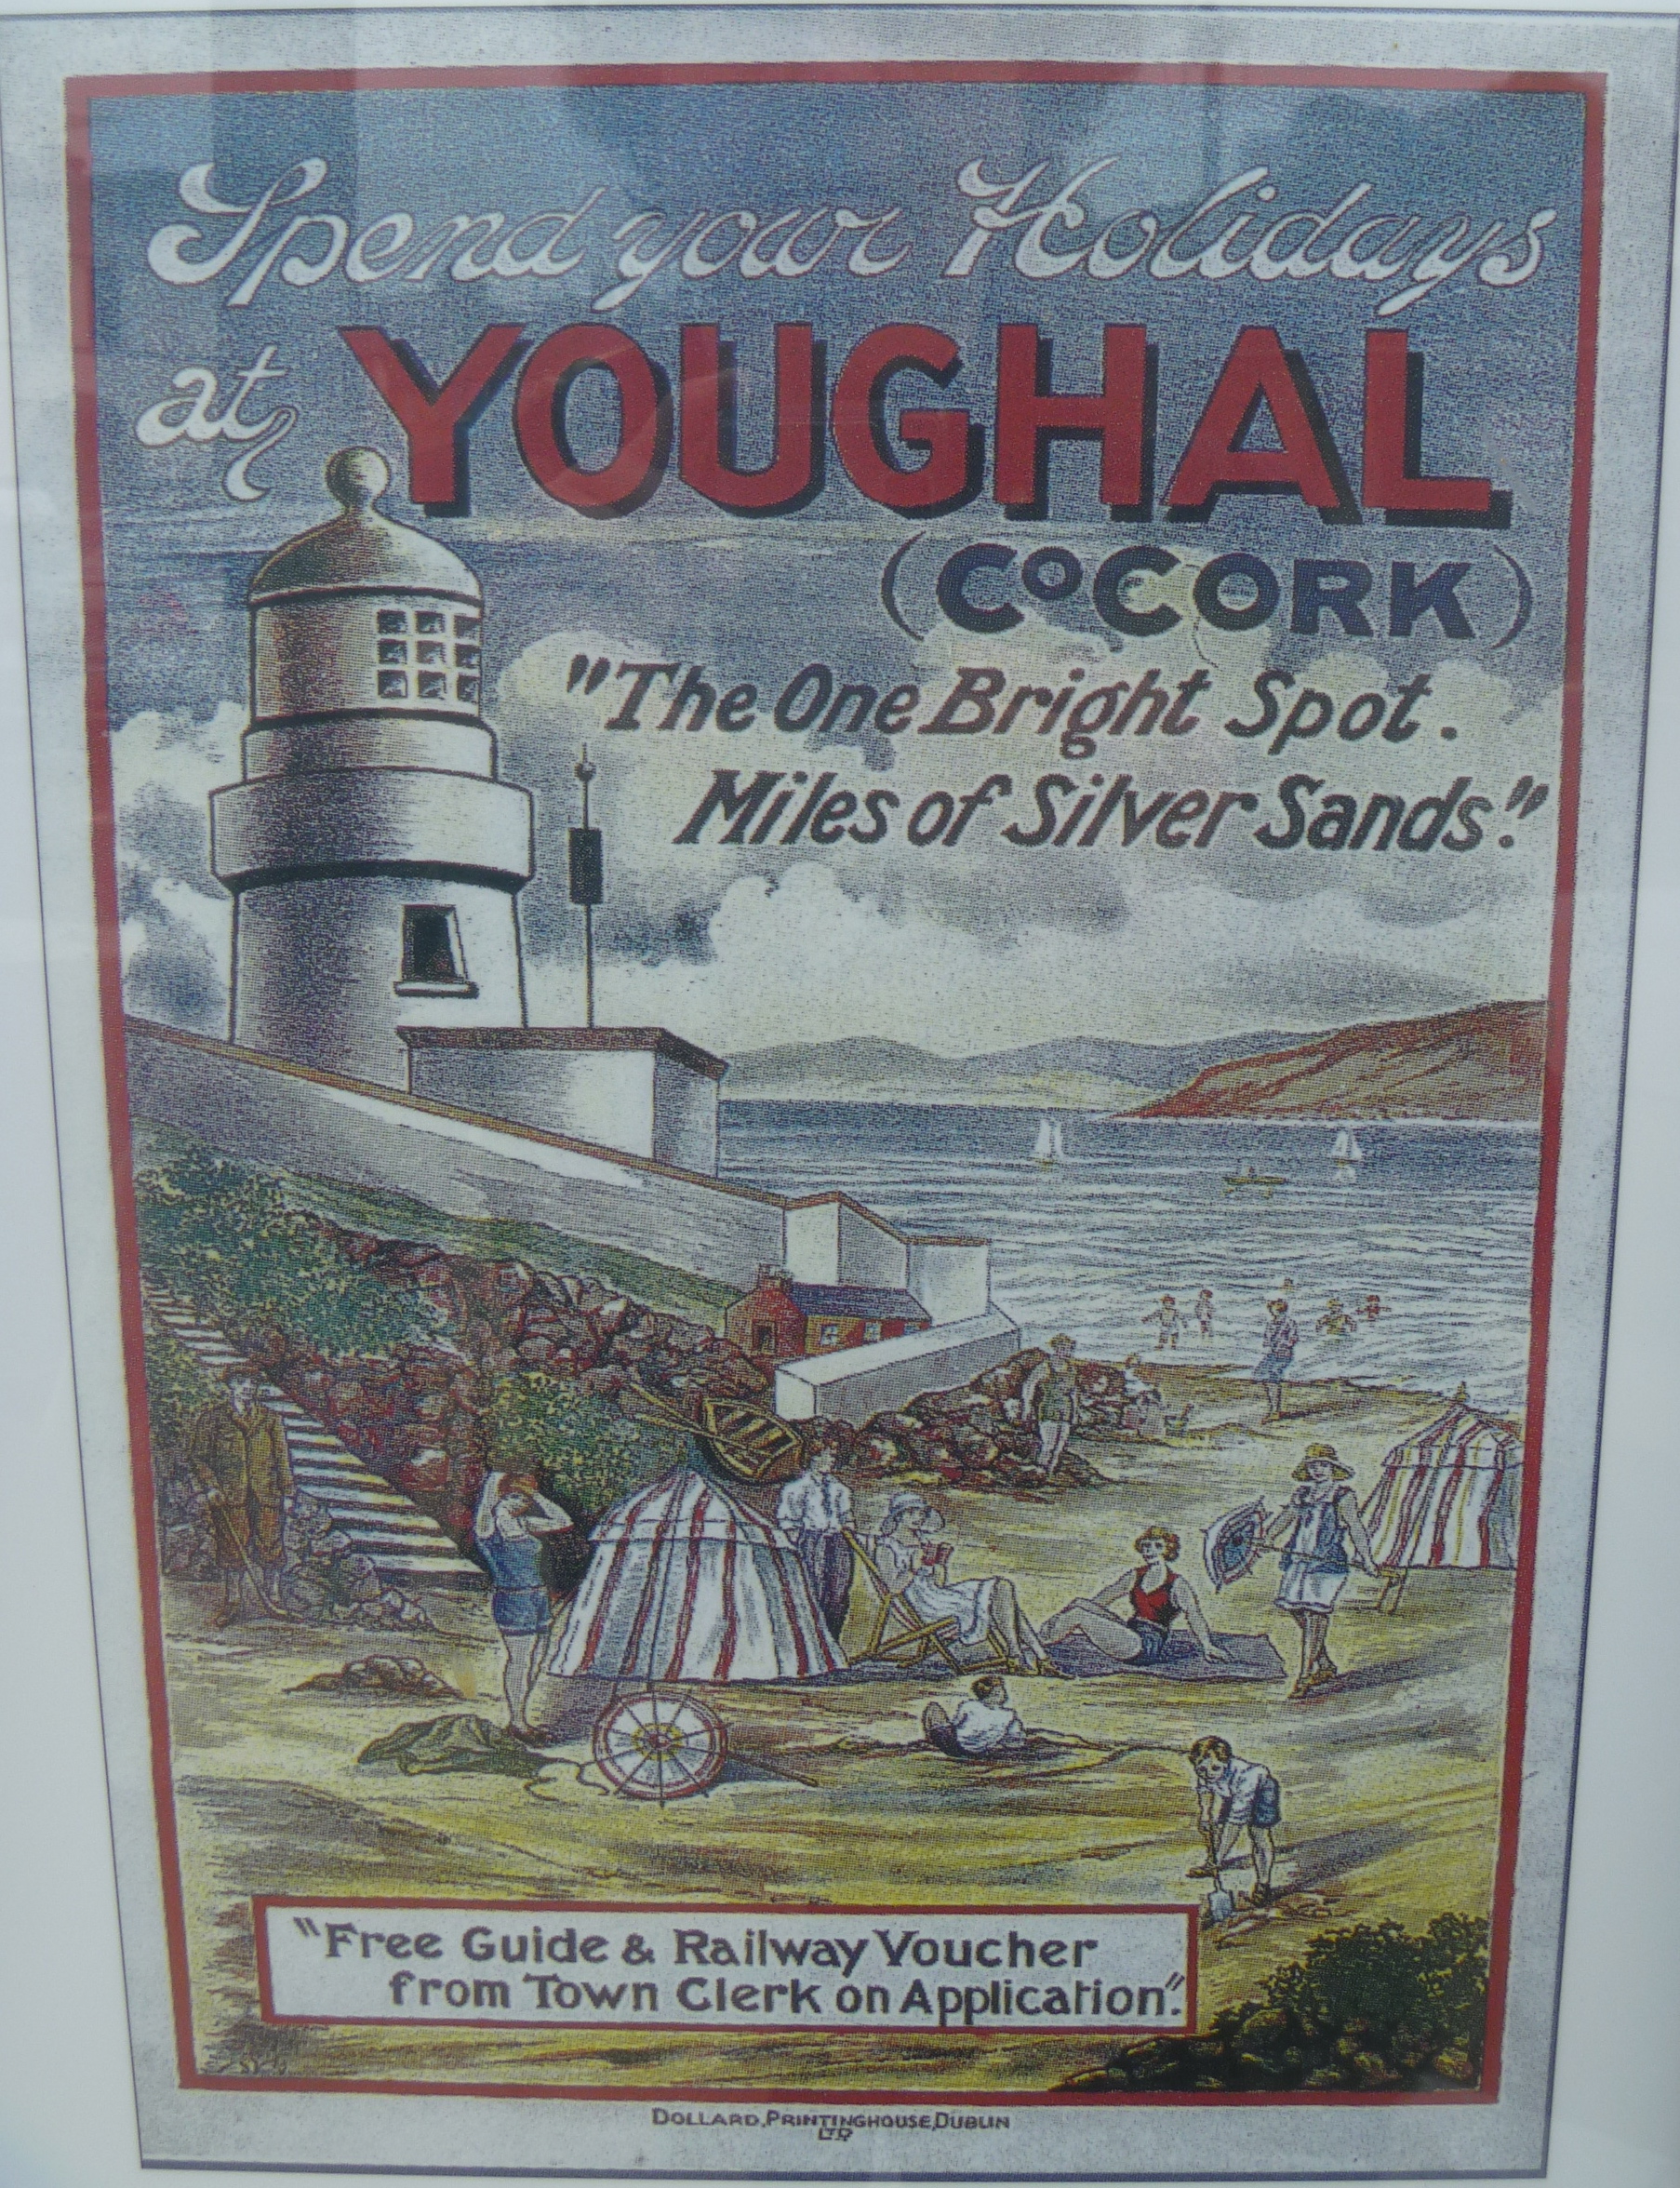 Spend your Holidays
at YOUGHAL
(Co CORK)
"The One Bright Spot.
Miles of Silver Sands."
"Free Guide & Railway Voucher
from Town Clerk on Application."
DOLLARD, PRINTINGHOUSE, DUBLIN
LTD